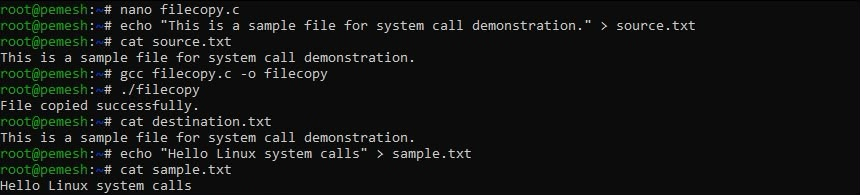 root@pemesh:~# nano filecopy.c
root@pemesh:~# echo "This is a sample file for system call demonstration." > source.txt
root@pemesh:~# cat source.txt
This is a sample file for system call demonstration.
root@pemesh:~# gcc filecopy.c -o filecopy
root@pemesh:~# ./filecopy
File copied successfully.
root@pemesh:~# cat destination.txt
This is a sample file for system call demonstration.
root@pemesh:~# echo "Hello Linux system calls" > sample.txt
root@pemesh:~# cat sample.txt
Hello Linux system calls